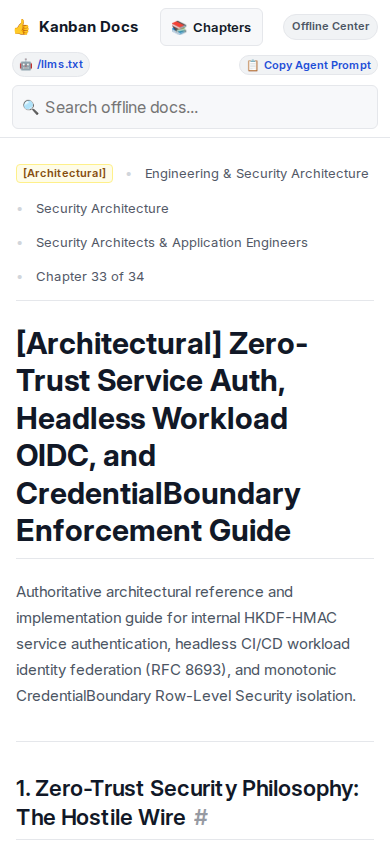 👍 Kanban Docs
📚 Chapters
Offline Center
🤖 /llms.txt
📋 Copy Agent Prompt
🔍 Search offline docs...
[Architectural] • Engineering & Security Architecture
• Security Architecture
• Security Architects & Application Engineers
• Chapter 33 of 34
[Architectural] Zero-
Trust Service Auth,
Headless Workload
OIDC, and
CredentialBoundary
Enforcement Guide
Authoritative architectural reference and
implementation guide for internal HKDF-HMAC
service authentication, headless CI/CD workload
identity federation (RFC 8693), and monotonic
CredentialBoundary Row-Level Security isolation.
1. Zero-Trust Security Philosophy:
The Hostile Wire #